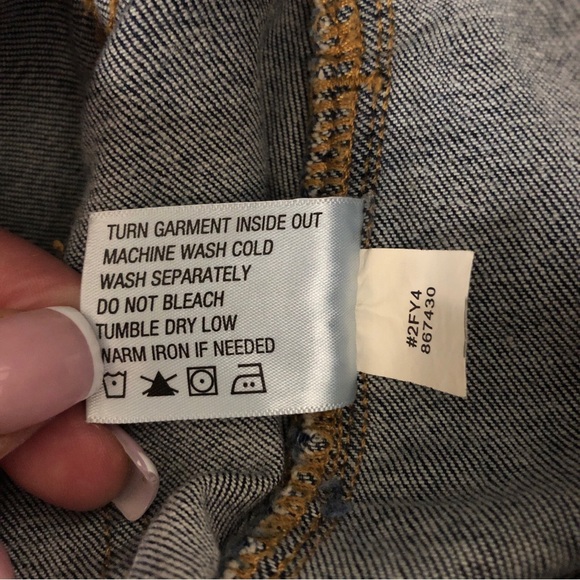 TURN GARMENT INSIDE OUT
MACHINE WASH COLD
WASH SEPARATELY
DO NOT BLEACH
TUMBLE DRY LOW
WARM IRON IF NEEDED
#2FY4
867430